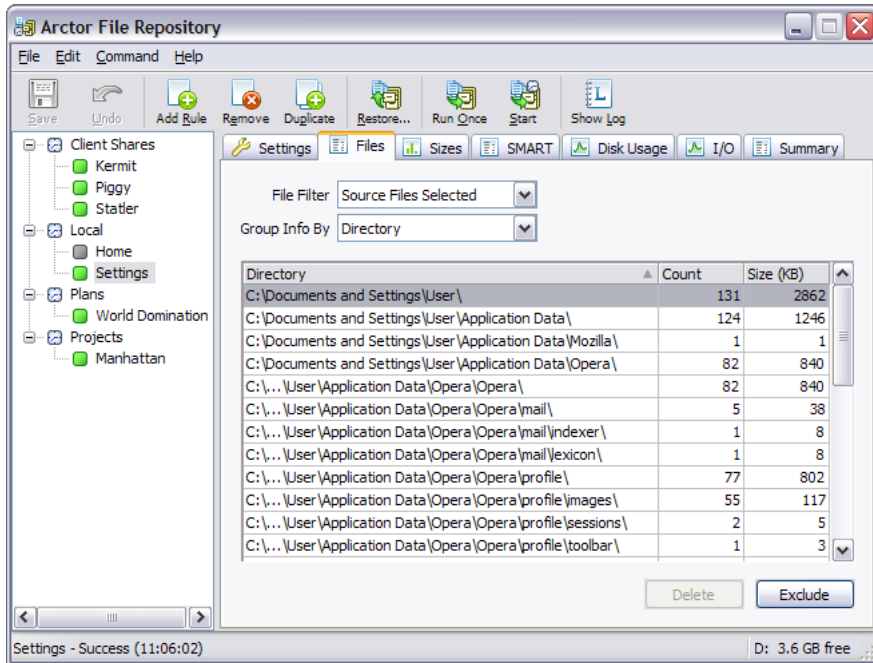 Arctor File Repository
File Edit Command Help
Save Undo Add Rule Remove Duplicate Restore... Run Once Start Show Log
Client Shares
Kermit
Piggy
Statler
Local
Home
Settings
Plans
World Domination
Projects
Manhattan
Settings Files Sizes SMART Disk Usage I/O Summary
File Filter Source Files Selected
Group Info By Directory
Directory Count Size (KB)
C:\Documents and Settings\User\ 131 2862
C:\Documents and Settings\User\Application Data\ 124 1246
C:\Documents and Settings\User\Application Data\Mozilla\ 1 1
C:\Documents and Settings\User\Application Data\Opera\ 82 840
C:\...\User\Application Data\Opera\Opera\ 82 840
C:\...\User\Application Data\Opera\Opera\mail\ 5 38
C:\...\User\Application Data\Opera\Opera\mail\indexer\ 1 8
C:\...\User\Application Data\Opera\Opera\mail\lexicon\ 1 8
C:\...\User\Application Data\Opera\Opera\profile\ 77 802
C:\...\User\Application Data\Opera\Opera\profile\images\ 55 117
C:\...\User\Application Data\Opera\Opera\profile\sessions\ 2 5
C:\...\User\Application Data\Opera\Opera\profile\toolbar\ 1 3
Delete Exclude
Settings - Success (11:06:02) D: 3.6 GB free